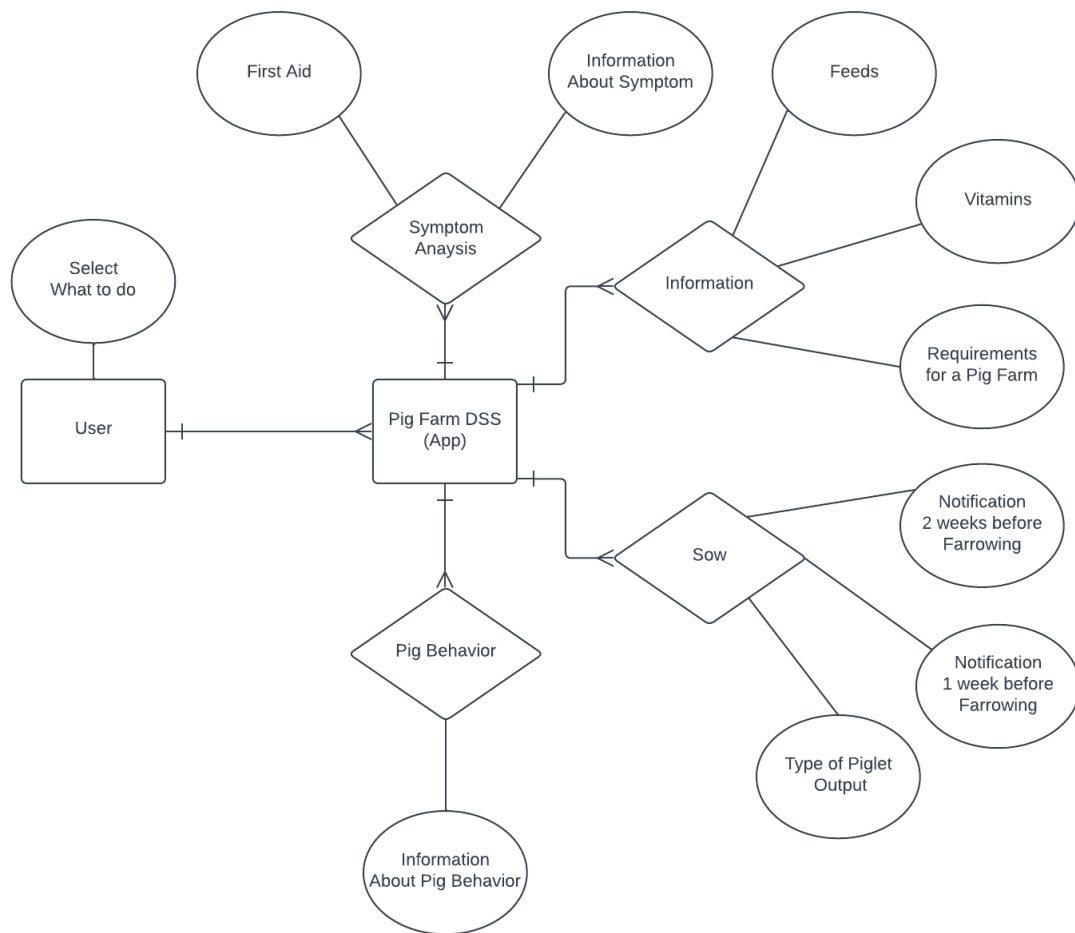 First Aid
Information
About Symptom
Feeds
Vitamins
Symptom
Anaysis
Select
What to do
Information
Requirements
for a Pig Farm
User
Pig Farm DSS
(App)
Notification
2 weeks before
Farrowing
Sow
Pig Behavior
Notification
1 week before
Farrowing
Type of Piglet
Output
Information
About Pig Behavior